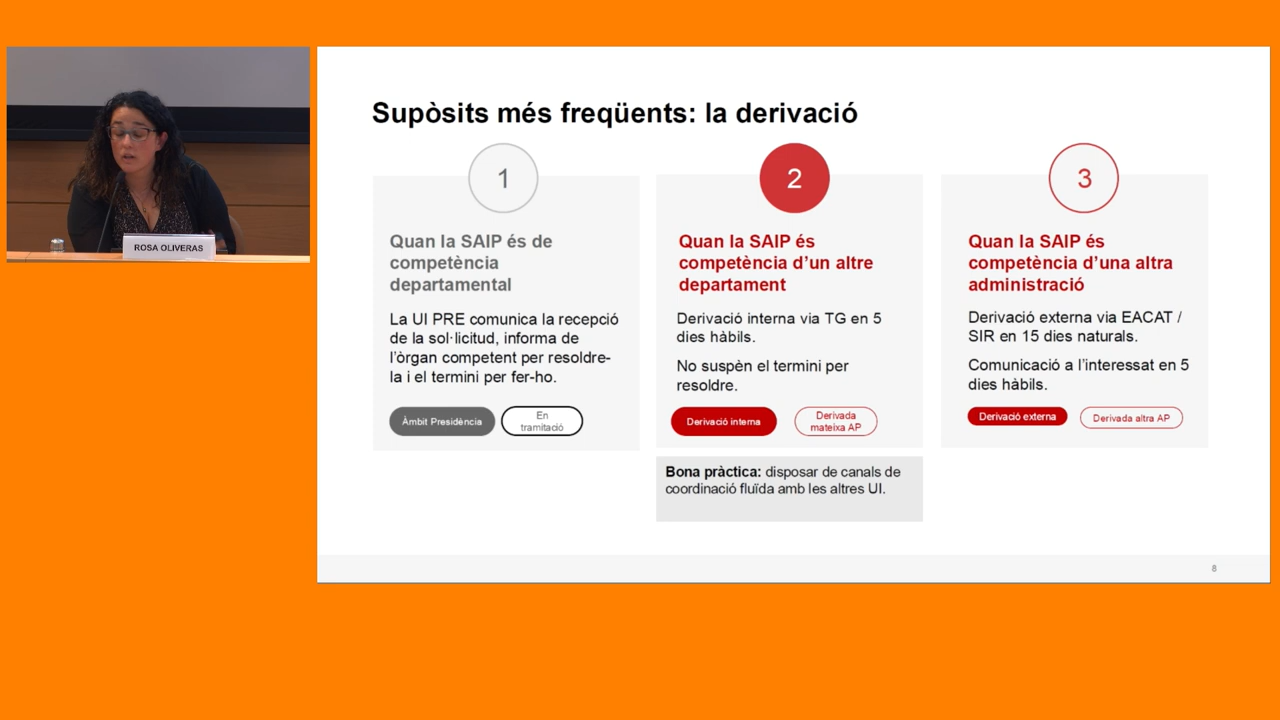 ROSA OLIVERAS
Supòsits més freqüents: la derivació
1
Quan la SAIP és de
competència
departamental
La UI PRE comunica la recepció
de la sol·licitud, informa de
l’òrgan competent per resoldre-
la i el termini per fer-ho.
Àmbit Presidència
En
tramitació
2
Quan la SAIP és
competència d’un altre
departament
Derivació interna via TG en 5
dies hàbils.
No suspèn el termini per
resoldre.
Derivació interna
Derivada
mateixa AP
Bona pràctica: disposar de canals de
coordinació fluïda amb les altres UI.
3
Quan la SAIP és
competència d’una altra
administració
Derivació externa via EACAT /
SIR en 15 dies naturals.
Comunicació a l’interessat en 5
dies hàbils.
Derivació externa
Derivada altra AP
8